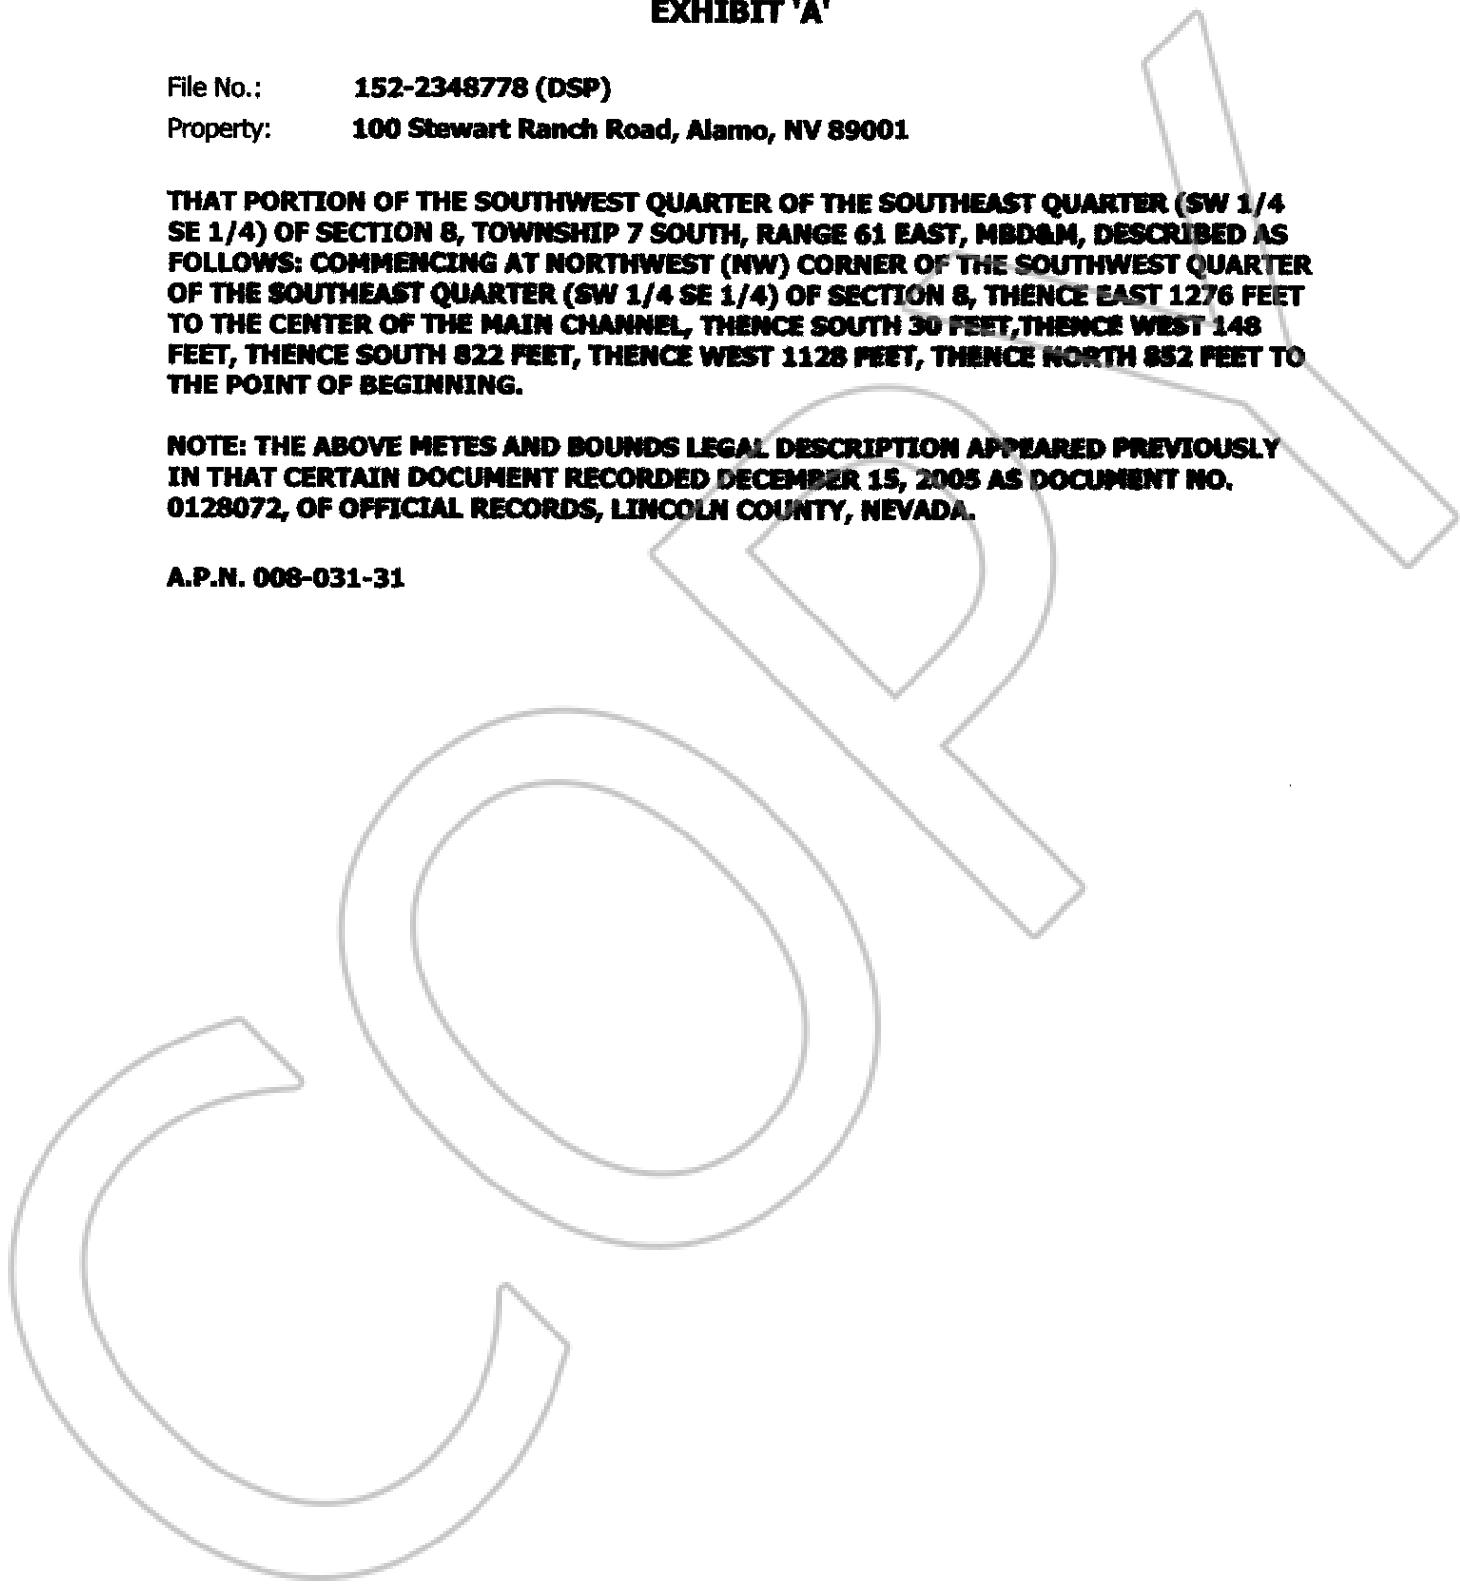 EXHIBIT 'A'
File No.: 152-2348778 (DSP)
Property: 100 Stewart Ranch Road, Alamo, NV 89001
THAT PORTION OF THE SOUTHWEST QUARTER OF THE SOUTHEAST QUARTER (SW 1/4
SE 1/4) OF SECTION 8, TOWNSHIP 7 SOUTH, RANGE 61 EAST, MBD&M, DESCRIBED AS
FOLLOWS: COMMENCING AT NORTHWEST (NW) CORNER OF THE SOUTHWEST QUARTER
OF THE SOUTHEAST QUARTER (SW 1/4 SE 1/4) OF SECTION 8, THENCE EAST 1276 FEET
TO THE CENTER OF THE MAIN CHANNEL, THENCE SOUTH 30 FEET,THENCE WEST 148
FEET, THENCE SOUTH 822 FEET, THENCE WEST 1128 FEET, THENCE NORTH 852 FEET TO
THE POINT OF BEGINNING.
NOTE: THE ABOVE METES AND BOUNDS LEGAL DESCRIPTION APPEARED PREVIOUSLY
IN THAT CERTAIN DOCUMENT RECORDED DECEMBER 15, 2005 AS DOCUMENT NO.
0128072, OF OFFICIAL RECORDS, LINCOLN COUNTY, NEVADA.
A.P.N. 008-031-31
COPY